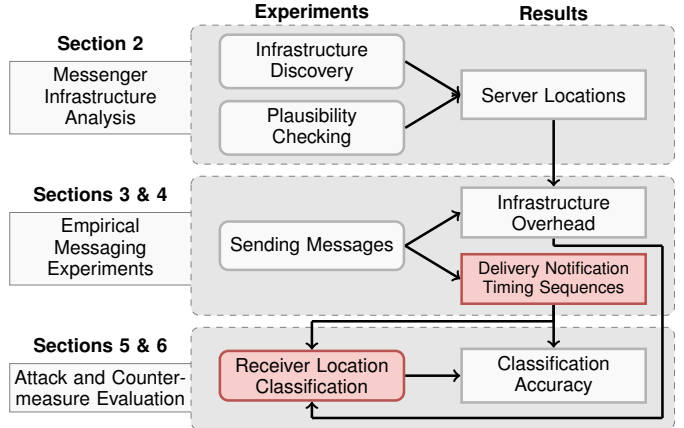 Experiments
Results
Section 2
Messenger
Infrastructure
Analysis
Infrastructure
Discovery
Plausibility
Checking
Server Locations
Sections 3 & 4
Empirical
Messaging
Experiments
Sending Messages
Infrastructure
Overhead
Delivery Notification
Timing Sequences
Sections 5 & 6
Attack and Counter-
measure Evaluation
Receiver Location
Classification
Classification
Accuracy